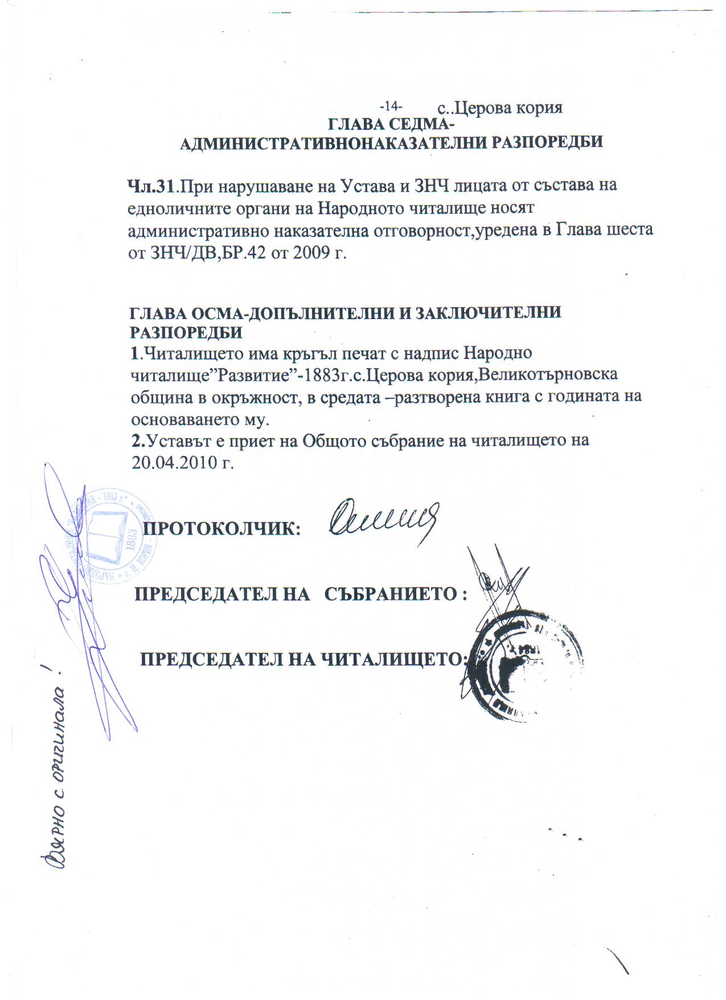 -14- с..Церова кория
ГЛАВА СЕДМА-
АДМИНИСТРАТИВНОНАКАЗАТЕЛНИ РАЗПОРЕДБИ
Чл.31.При нарушаване на Устава и ЗНЧ лицата от състава на
едноличните органи на Народното читалище носят
административно наказателна отговорност,уредена в Глава шеста
от ЗНЧ/ДВ,БР.42 от 2009 г.
ГЛАВА ОСМА-ДОПЪЛНИТЕЛНИ И ЗАКЛЮЧИТЕЛНИ
РАЗПОРЕДБИ
1.Читалището има кръгъл печат с надпис Народно
читалище”Развитие”-1883г.с.Церова кория,Великотърновска
община в окръжност, в средата –разтворена книга с годината на
основаването му.
2.Уставът е приет на Общото събрание на читалището на
20.04.2010 г.
ПРОТОКОЛЧИК:
ПРЕДСЕДАТЕЛ НА СЪБРАНИЕТО :
ПРЕДСЕДАТЕЛ НА ЧИТАЛИЩЕТО:
Вярно с оригинала !
НАРОДНО ЧИТАЛИЩЕ - 1883 г." * с. Ц. КОРИЯ -
1883